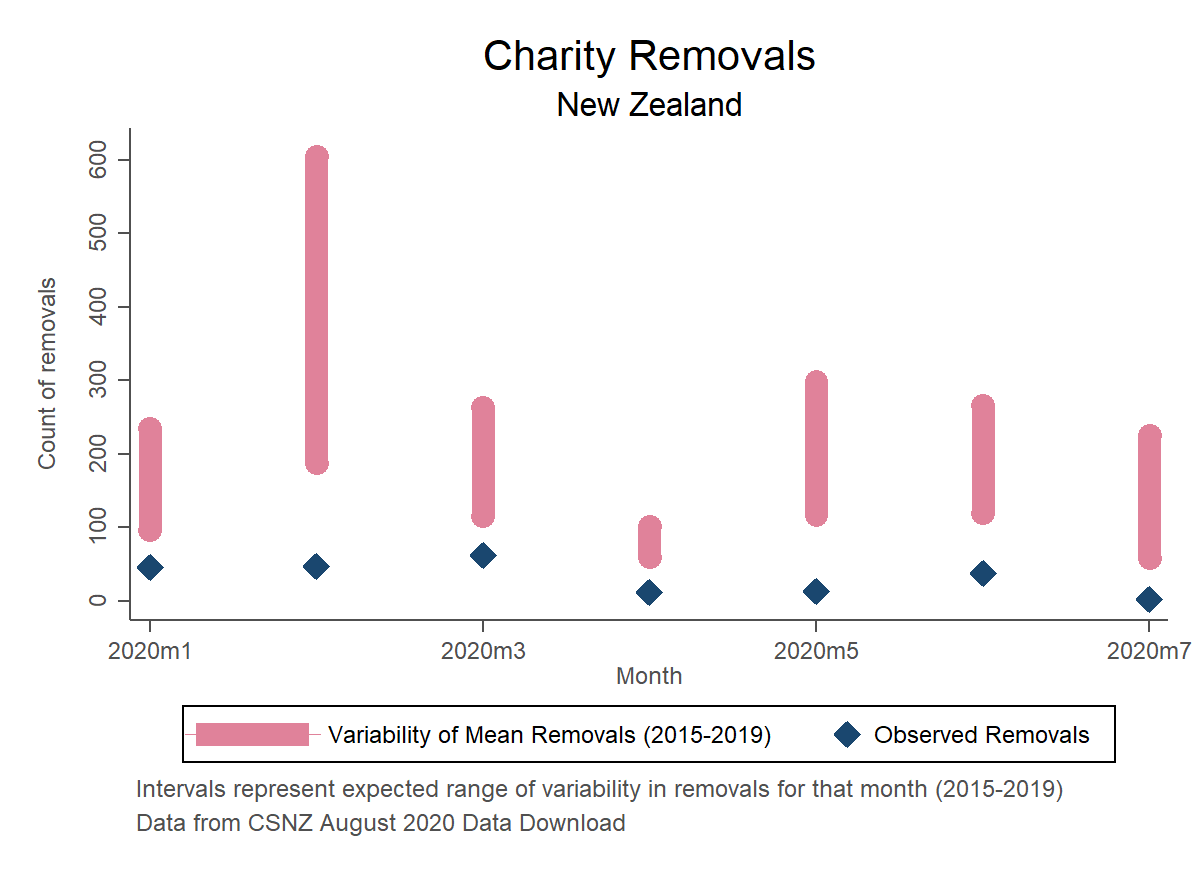 Charity Removals
New Zealand
Count of removals
600
500
400
300
200
100
0
2020m1 2020m3 2020m5 2020m7
Month
Variability of Mean Removals (2015-2019) Observed Removals
Intervals represent expected range of variability in removals for that month (2015-2019)
Data from CSNZ August 2020 Data Download